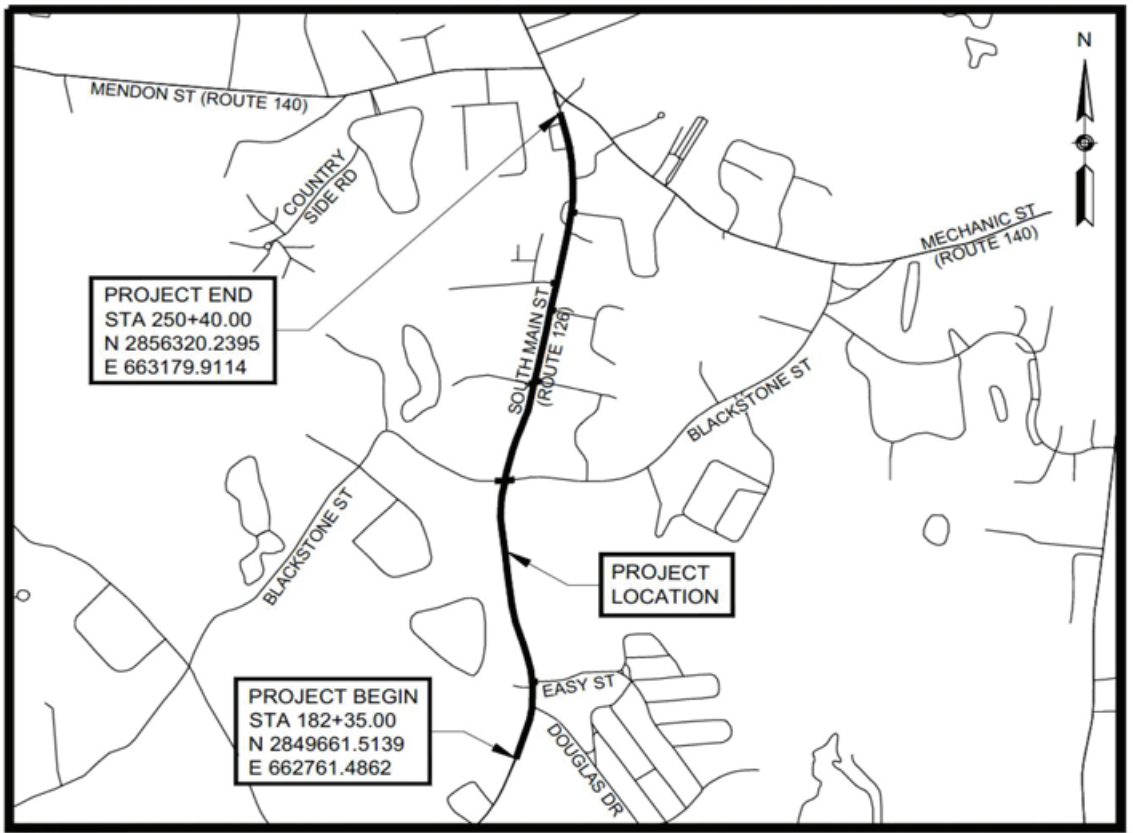 N
MENDON ST (ROUTE 140)
COUNTRY
SIDE RD
MECHANIC ST
(ROUTE 140)
PROJECT END
STA 250+40.00
N 2856320.2395
E 663179.9114
SOUTH MAIN ST
(ROUTE 126)
BLACKSTONE ST
BLACKSTONE ST
PROJECT
LOCATION
PROJECT BEGIN
STA 182+35.00
N 2849661.5139
E 662761.4862
EASY ST
DOUGLAS DR